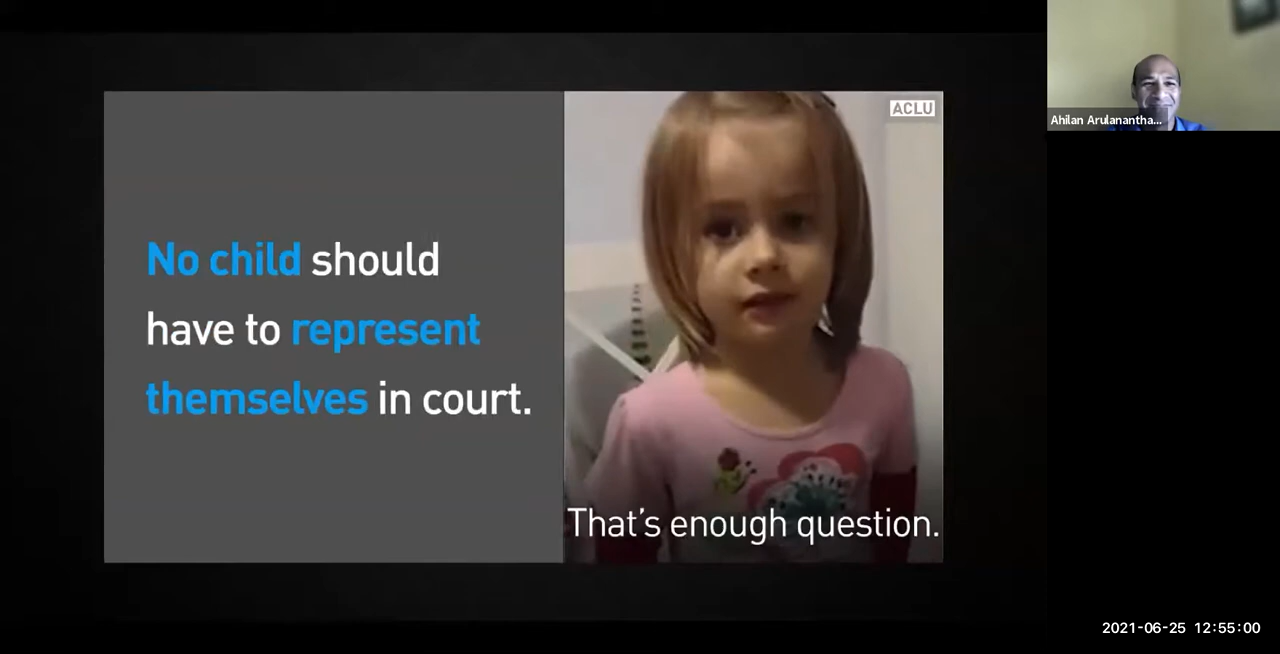 No child should
have to represent
themselves in court.
ACLU
That's enough question.
Ahilan Arulanantha...
2021-06-25 12:55:00